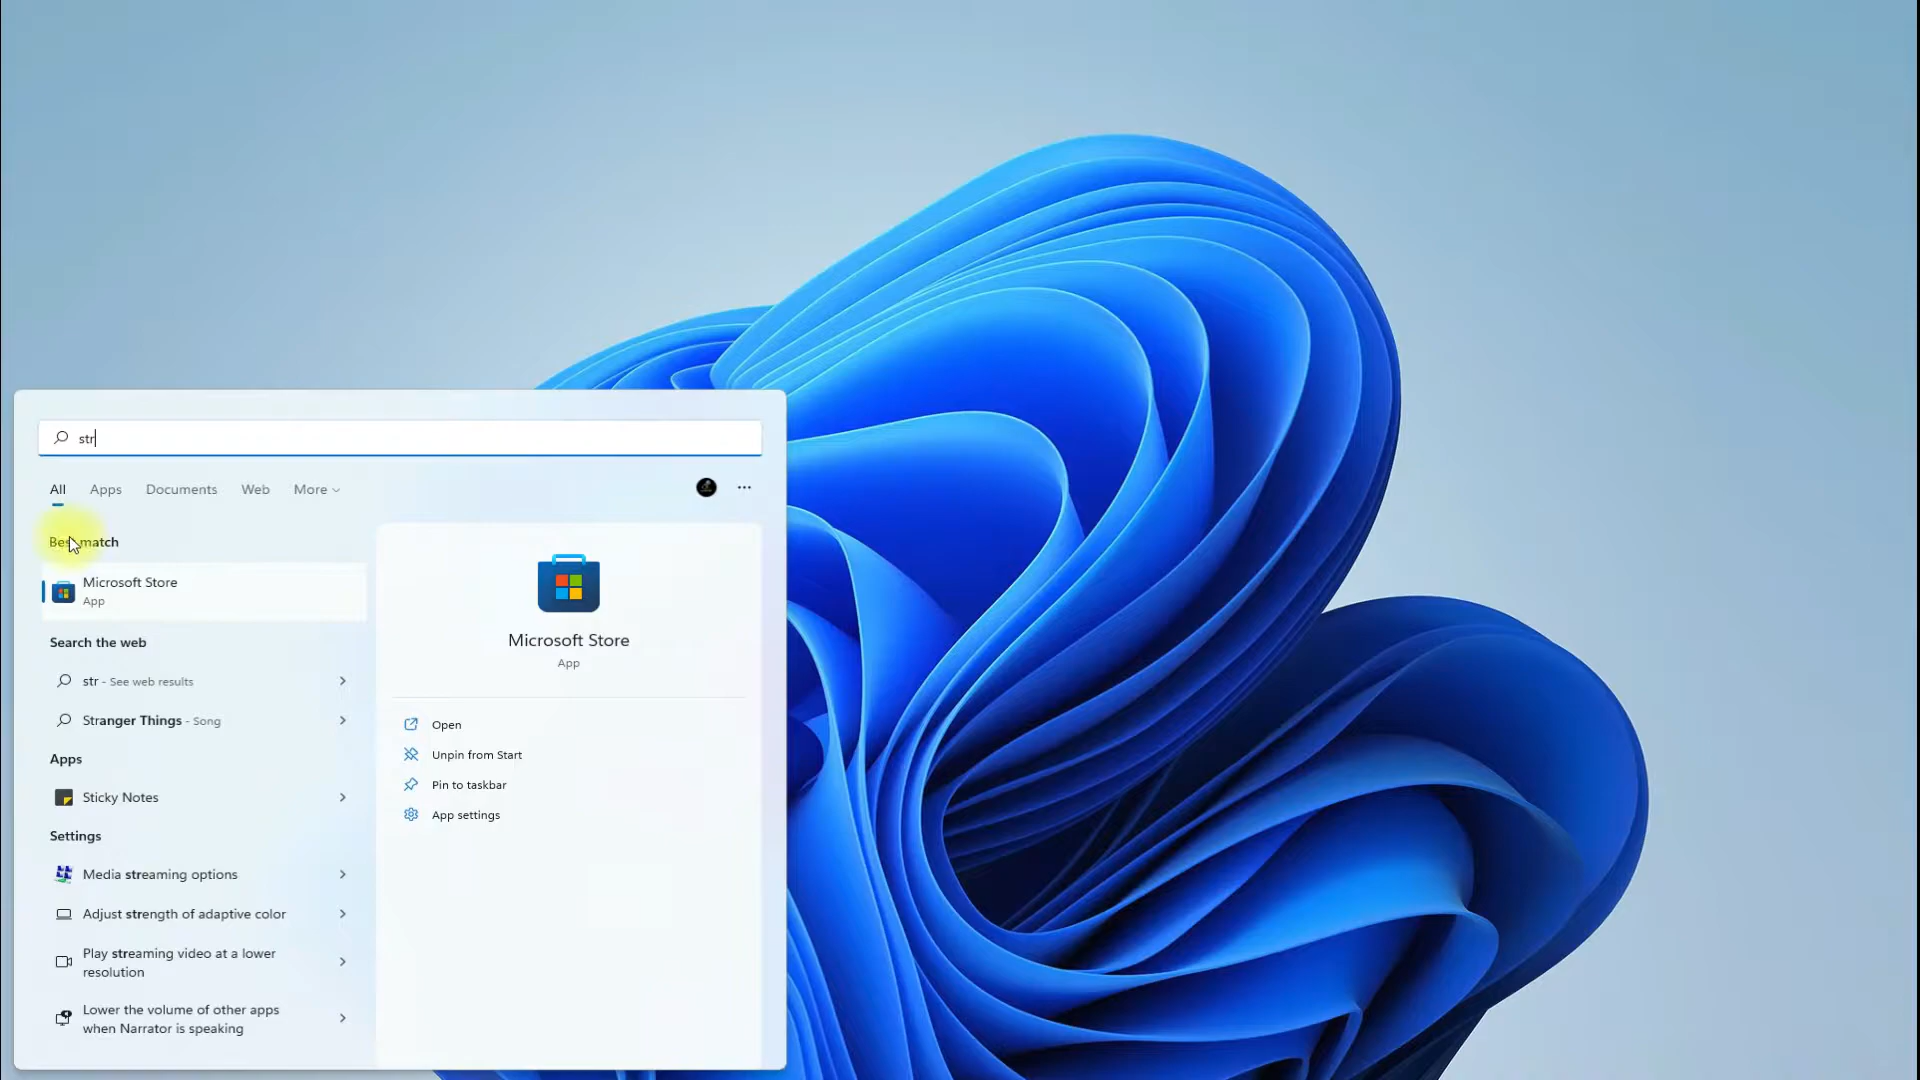 str
All Apps Documents Web More
Best match
Microsoft Store
App
Search the web
str - See web results
Stranger Things - Song
Apps
Sticky Notes
Settings
Media streaming options
Adjust strength of adaptive color
Play streaming video at a lower
resolution
Lower the volume of other apps
when Narrator is speaking
Microsoft Store
App
Open
Unpin from Start
Pin to taskbar
App settings